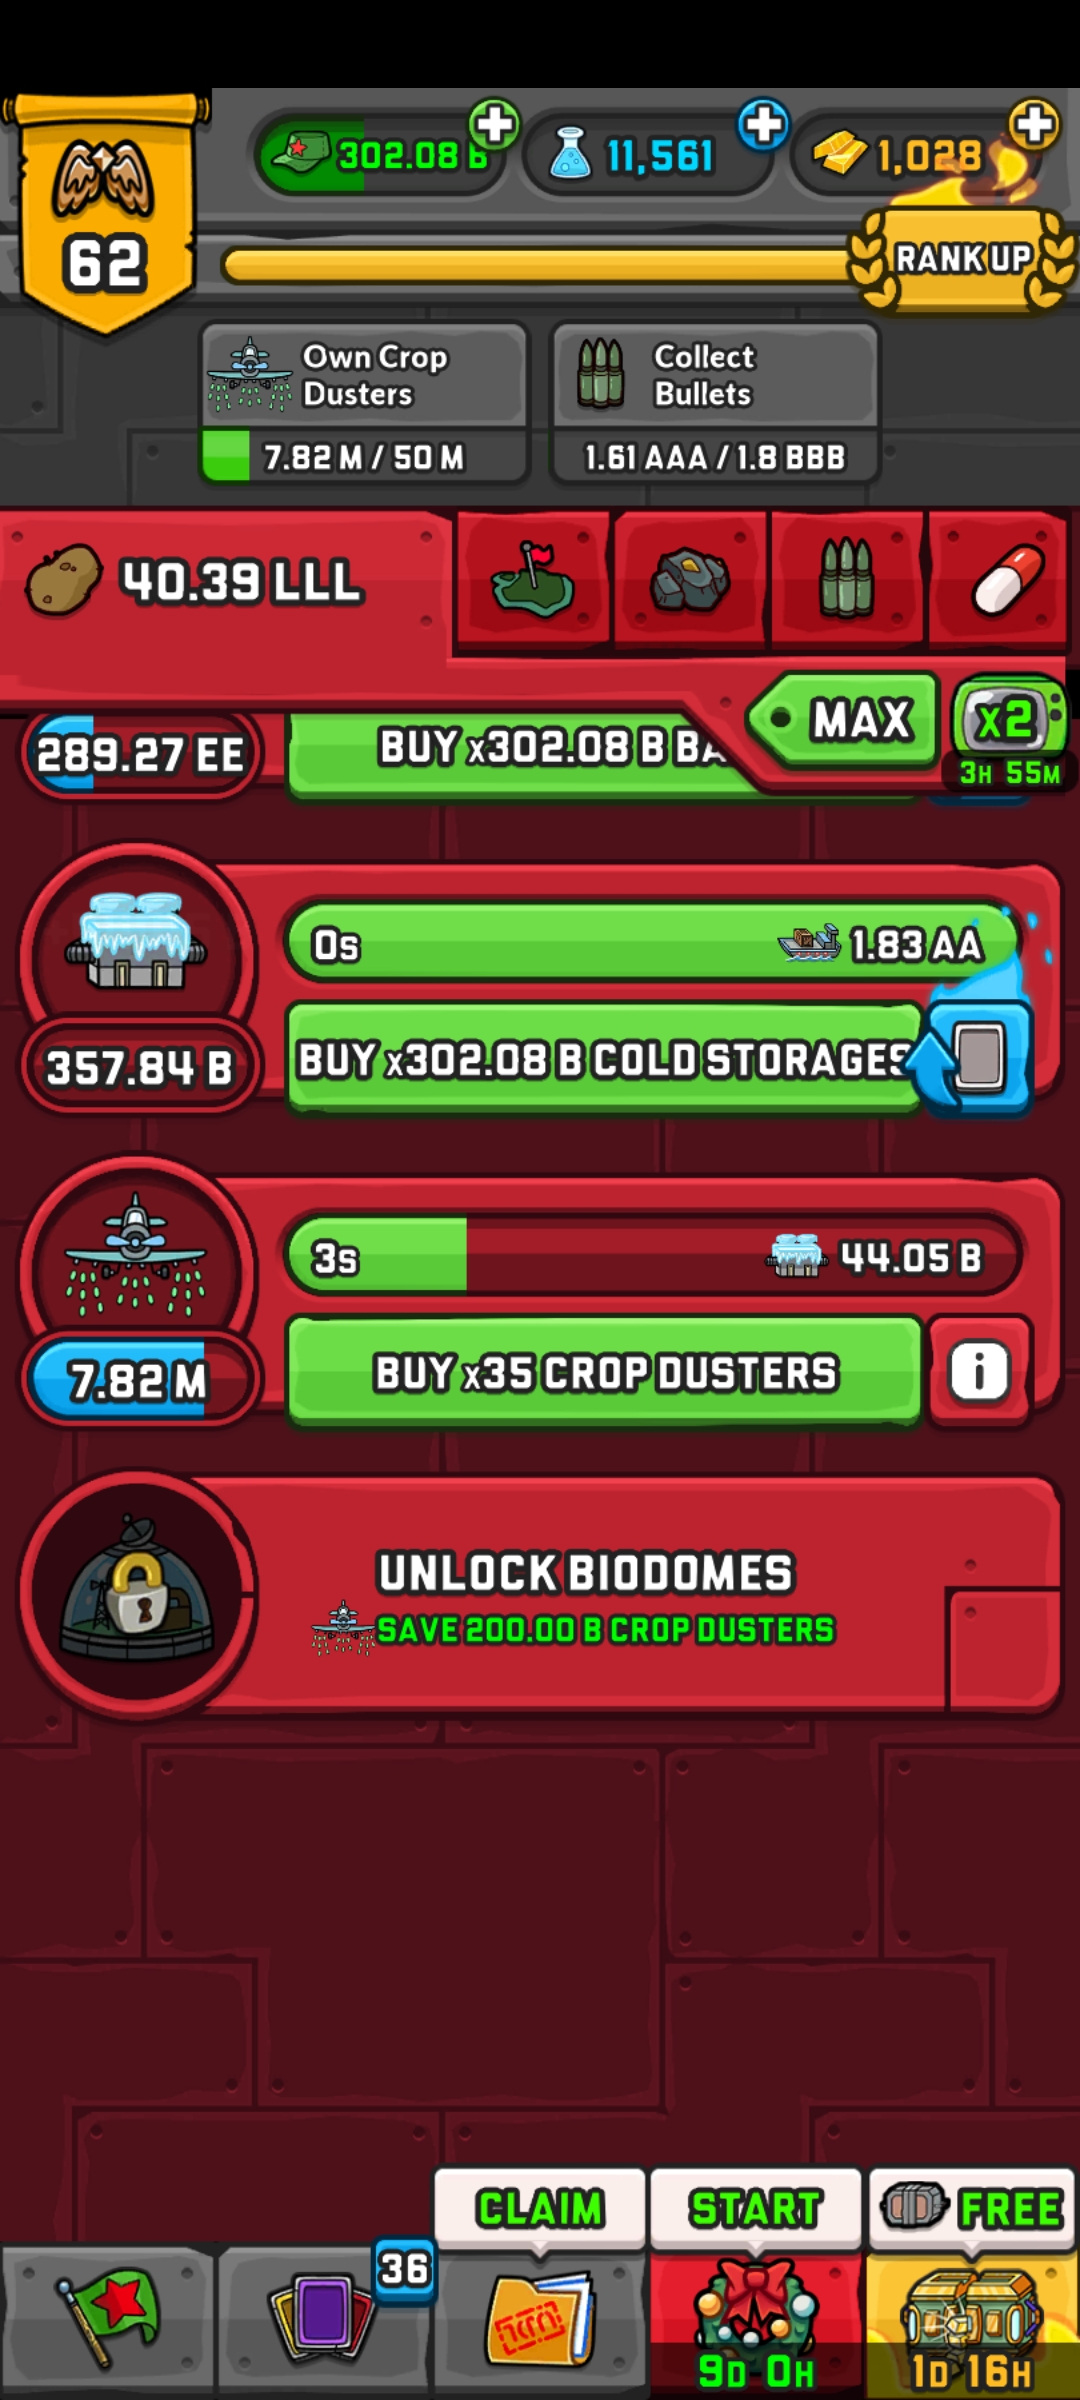 302.08 B
11,561
1,028
62
RANK UP
Own Crop
Dusters
7.82 M / 50 M
Collect
Bullets
1.61 AAA / 1.8 BBB
40.39 LLL
MAX
x2
3H 55M
289.27 EE
BUY x302.08 B BA
0s
1.83 AA
357.84 B
BUY x302.08 B COLD STORAGES
3s
44.05 B
7.82 M
BUY x35 CROP DUSTERS
i
UNLOCK BIODOMES
SAVE 200.00 B CROP DUSTERS
CLAIM
START
FREE
36
9D 0H
1D 16H